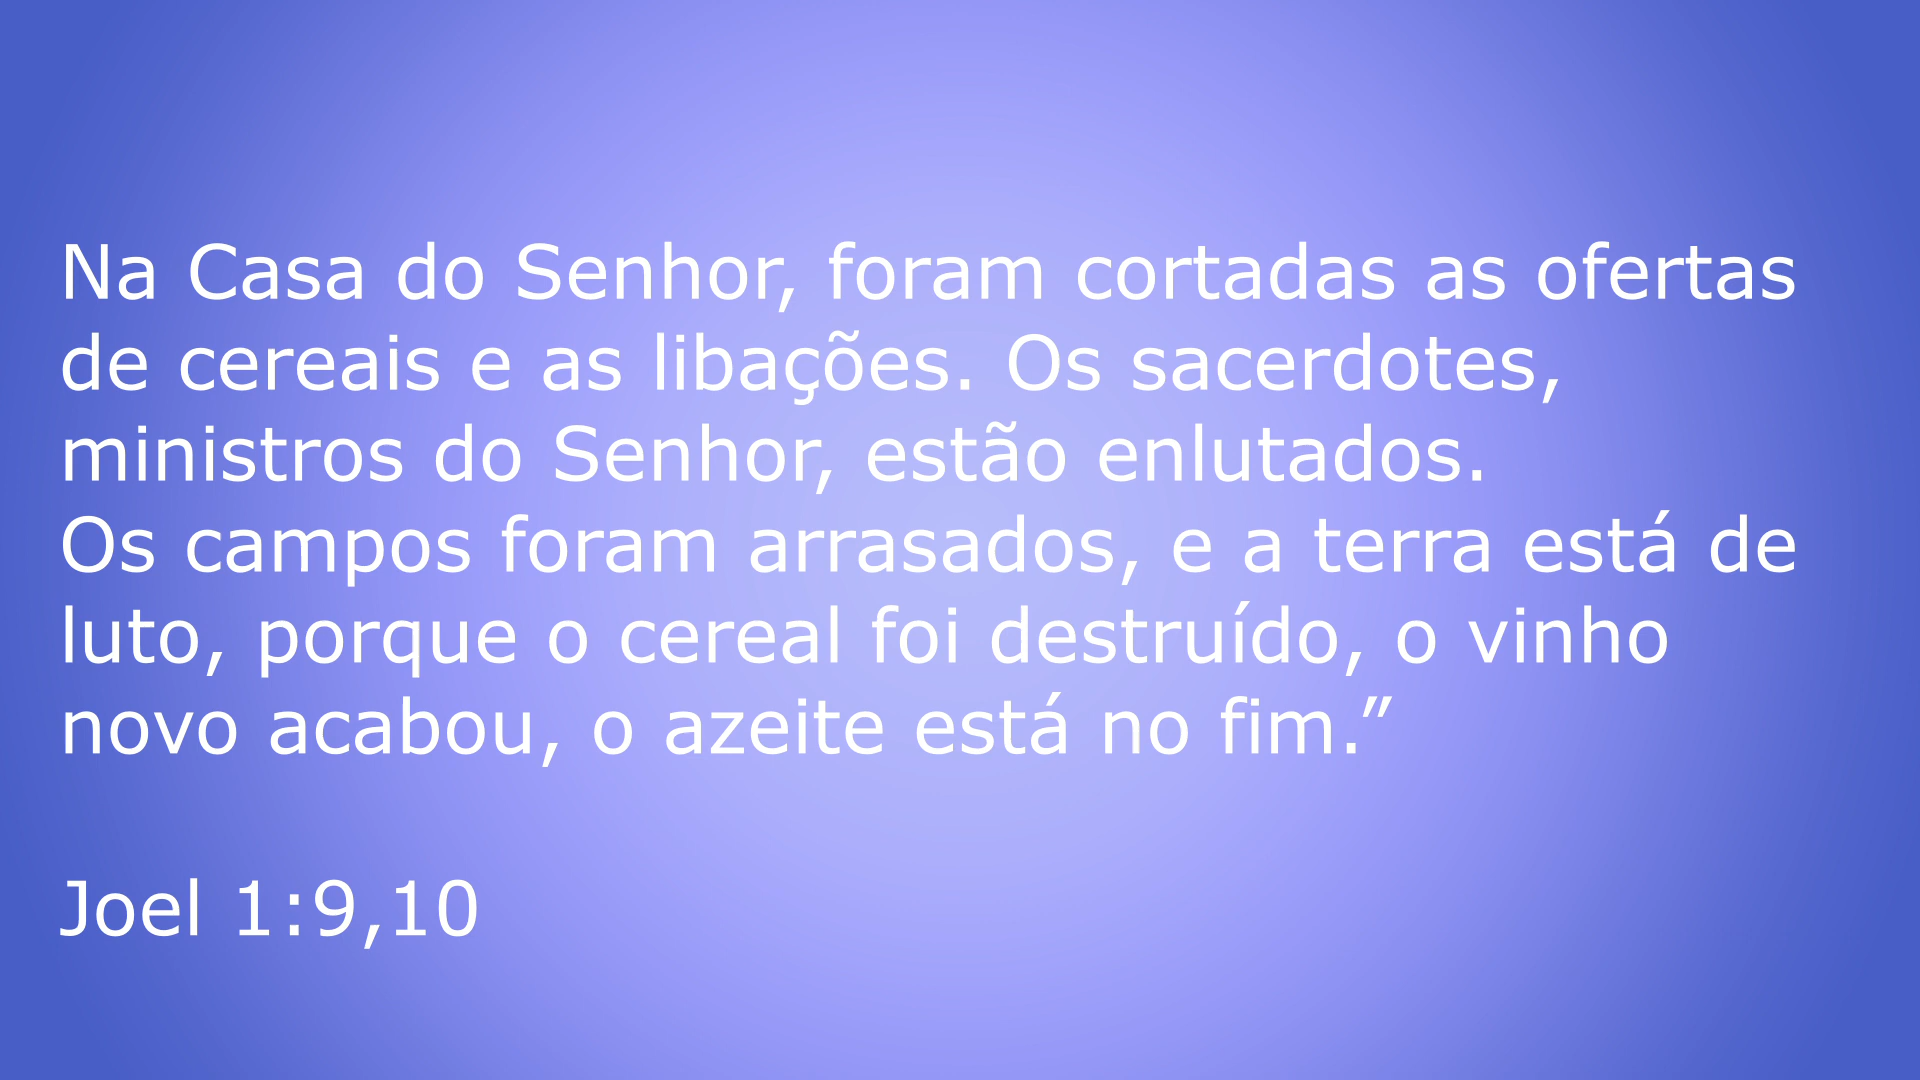 Na Casa do Senhor, foram cortadas as ofertas
de cereais e as libações. Os sacerdotes,
ministros do Senhor, estão enlutados.
Os campos foram arrasados, e a terra está de
luto, porque o cereal foi destruído, o vinho
novo acabou, o azeite está no fim.”
Joel 1:9,10